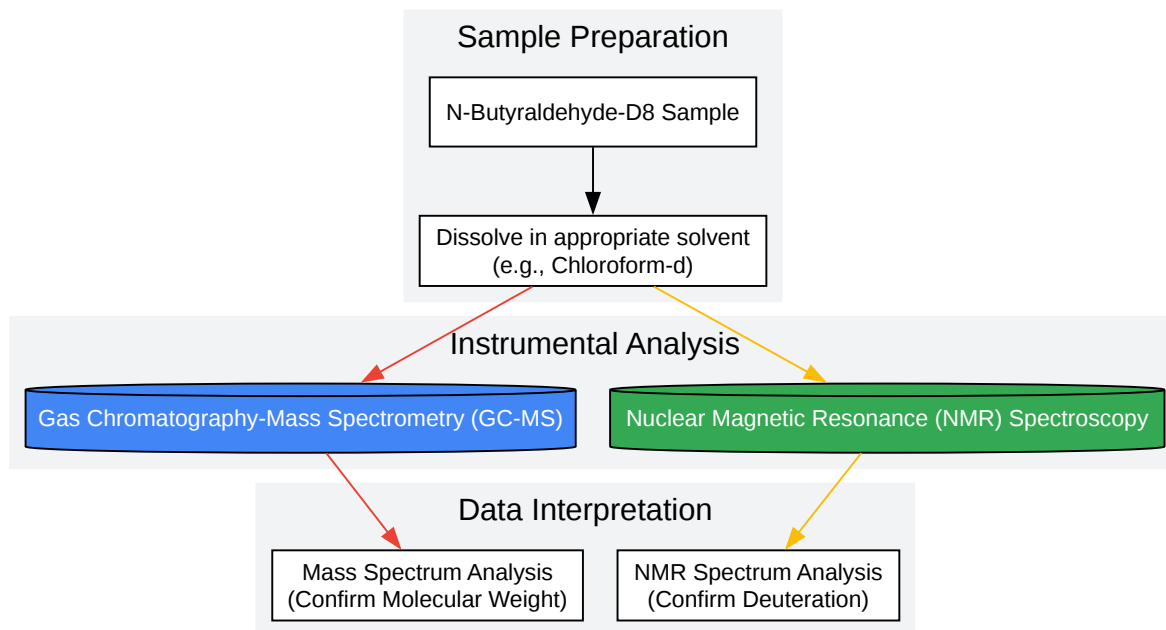 Sample Preparation
N-Butyraldehyde-D8 Sample
Dissolve in appropriate solvent
(e.g., Chloroform-d)
Instrumental Analysis
Gas Chromatography-Mass Spectrometry (GC-MS)
Nuclear Magnetic Resonance (NMR) Spectroscopy
Data Interpretation
Mass Spectrum Analysis
(Confirm Molecular Weight)
NMR Spectrum Analysis
(Confirm Deuteration)